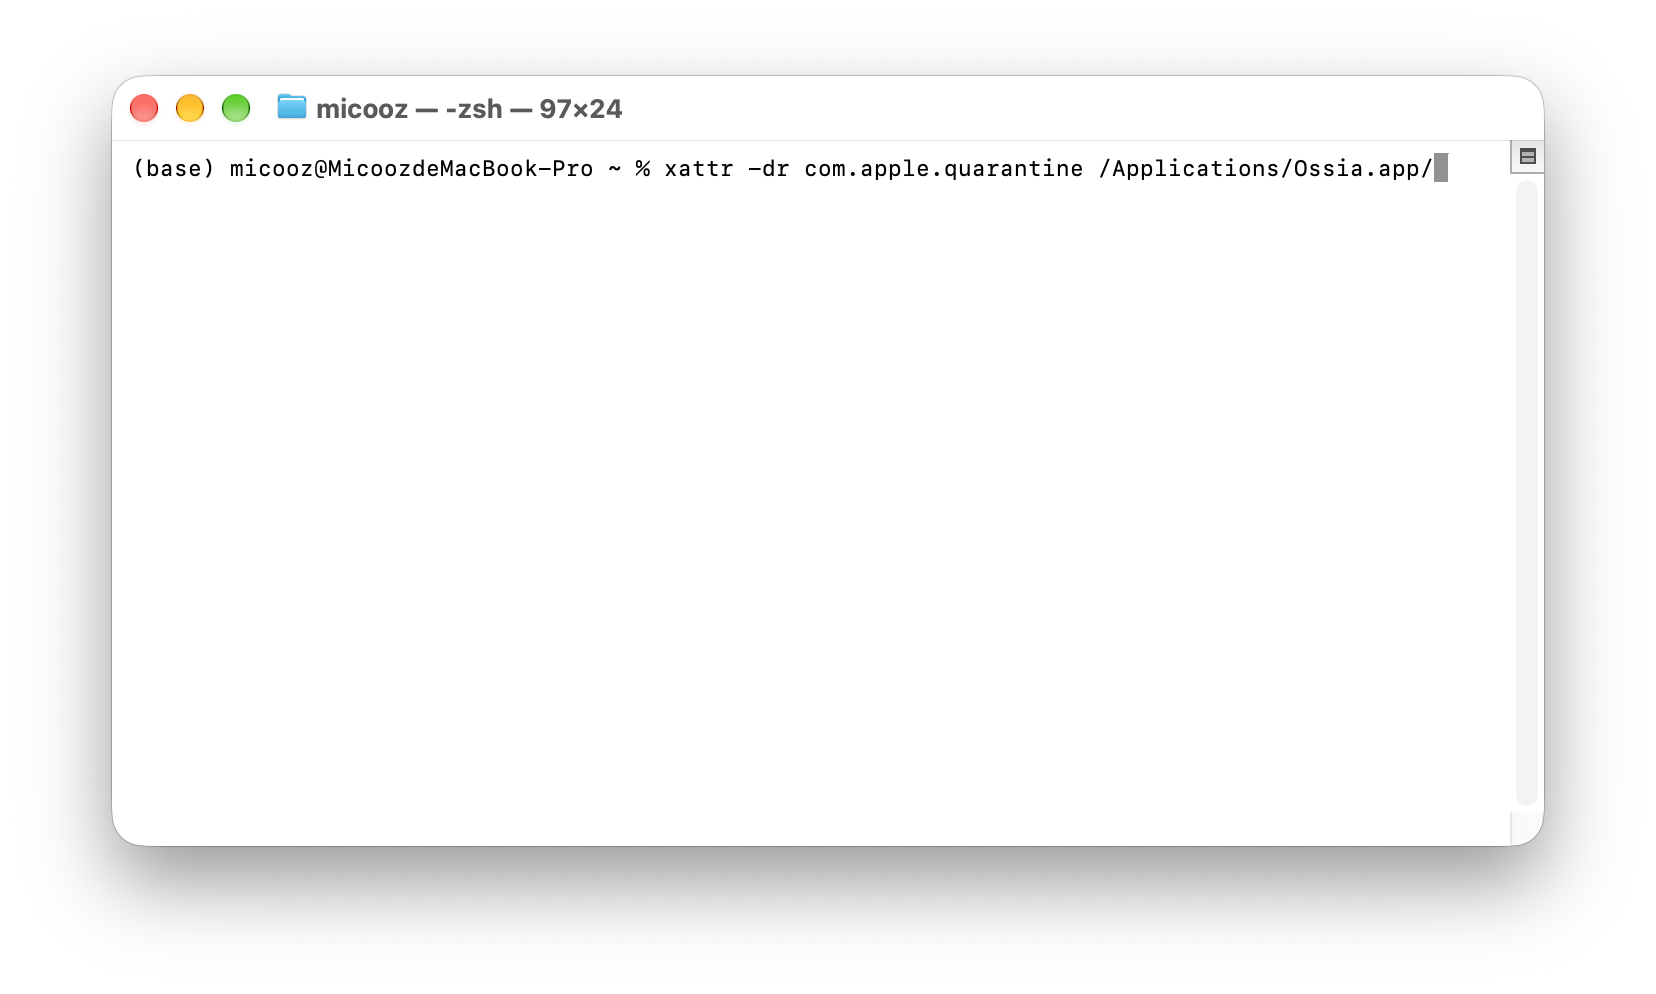 micooz — -zsh — 97×24
(base) micooz@MicoozdeMacBook-Pro ~ % xattr -dr com.apple.quarantine /Applications/Ossia.app/